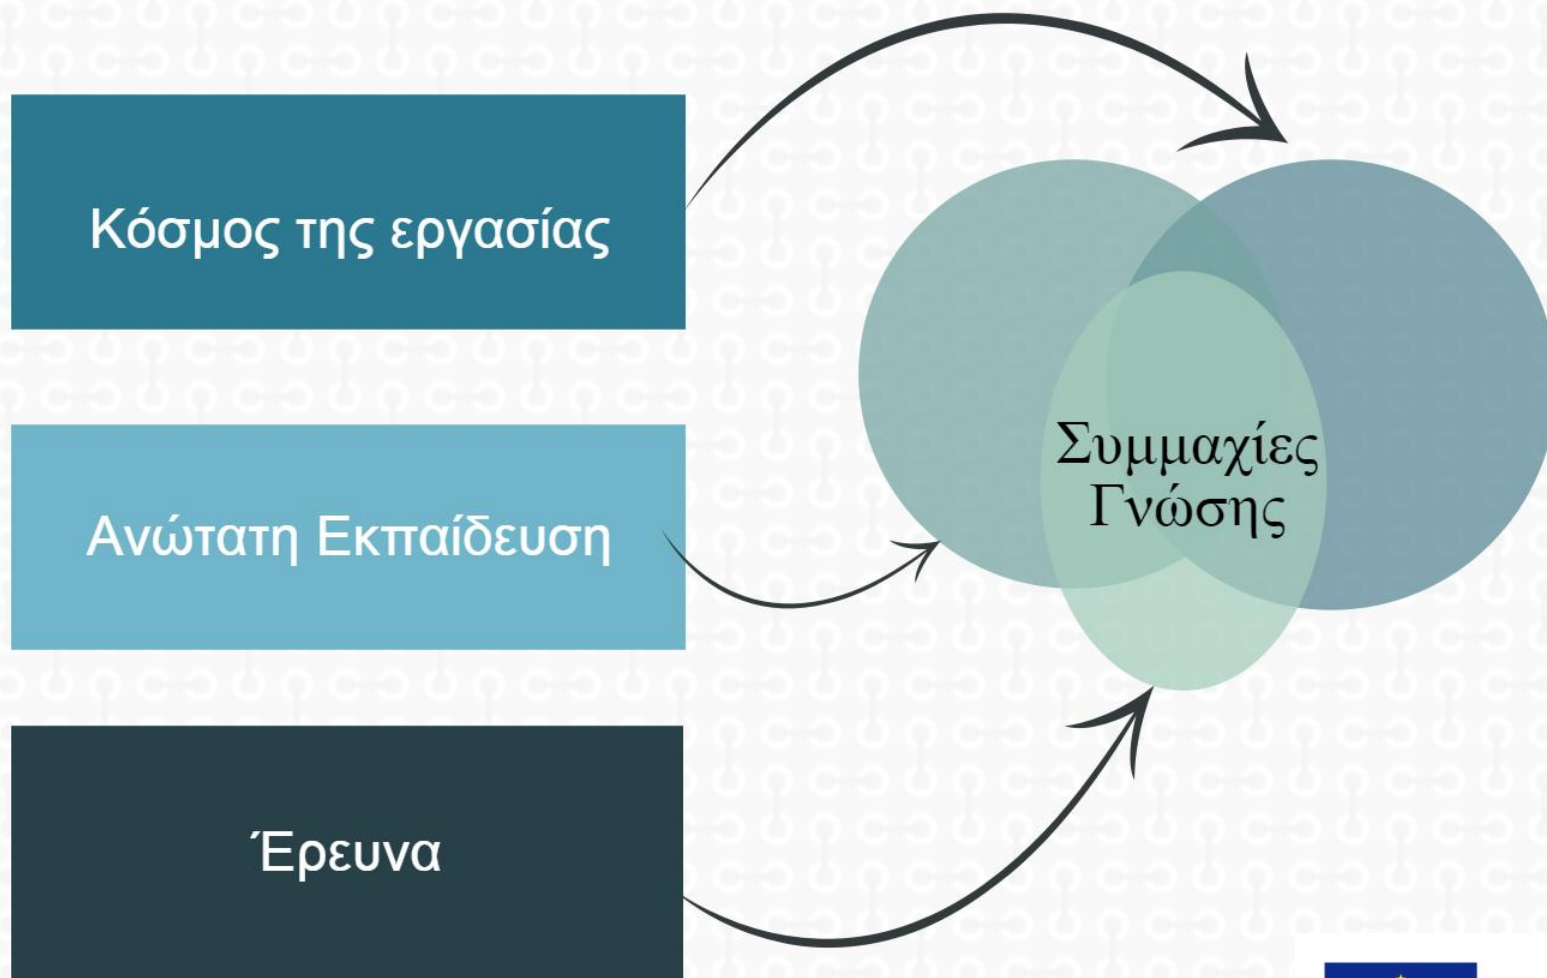 Κόσμος της εργασίας
Ανώτατη Εκπαίδευση
Έρευνα
Συμμαχίες
Γνώσης